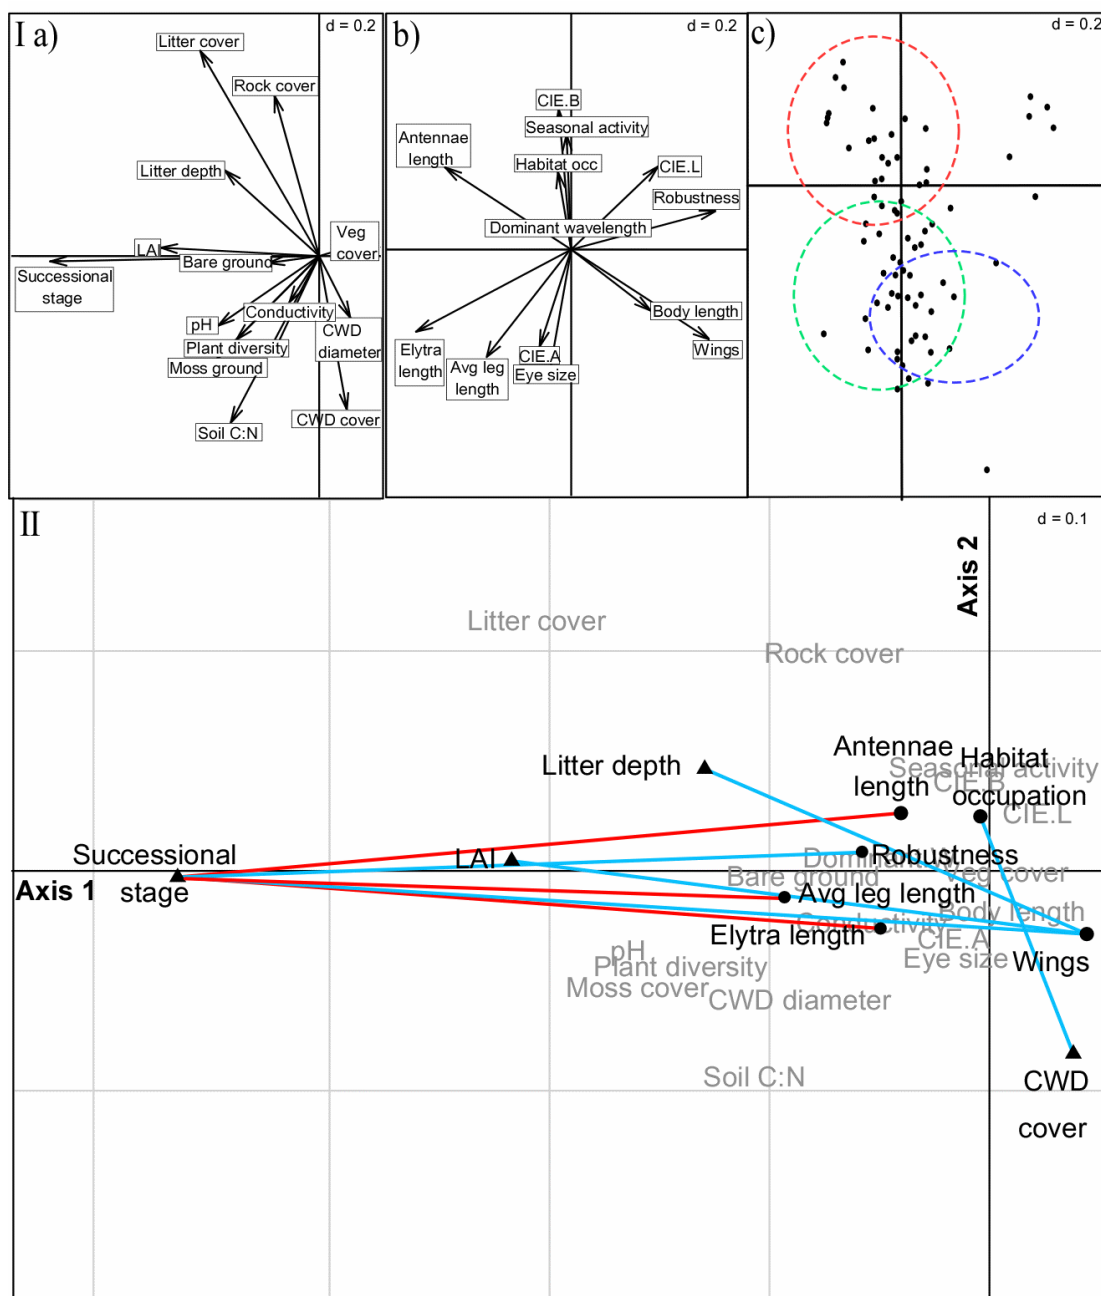 I a)
d = 0.2
Litter cover
Rock cover
Litter depth
LAI
Bare ground
Veg
cover
Successional
stage
Conductivity
pH
CWD
diameter
Plant diversity
Moss ground
Soil C:N
CWD cover
b)
d = 0.2
CIE.B
Seasonal activity
Antennae
length
Habitat occ
CIE.L
Robustness
Dominant wavelength
Body length
Elytra
length
Avg leg
length
CIE.A
Eye size
Wings
c)
d = 0.2
II
d = 0.1
Axis 2
Litter cover
Rock cover
Antennae
length
Habitat
occupation
Seasonal activity
CIE.B
CIE.L
Litter depth
Successional
stage
LAI
Robustness
Veg cover
Axis 1
Bare ground
Avg leg length
Body length
Conductivity
Elytra length
CIE.A
Eye size
Wings
pH
Plant diversity
Moss cover
CWD diameter
Soil C:N
CWD
cover